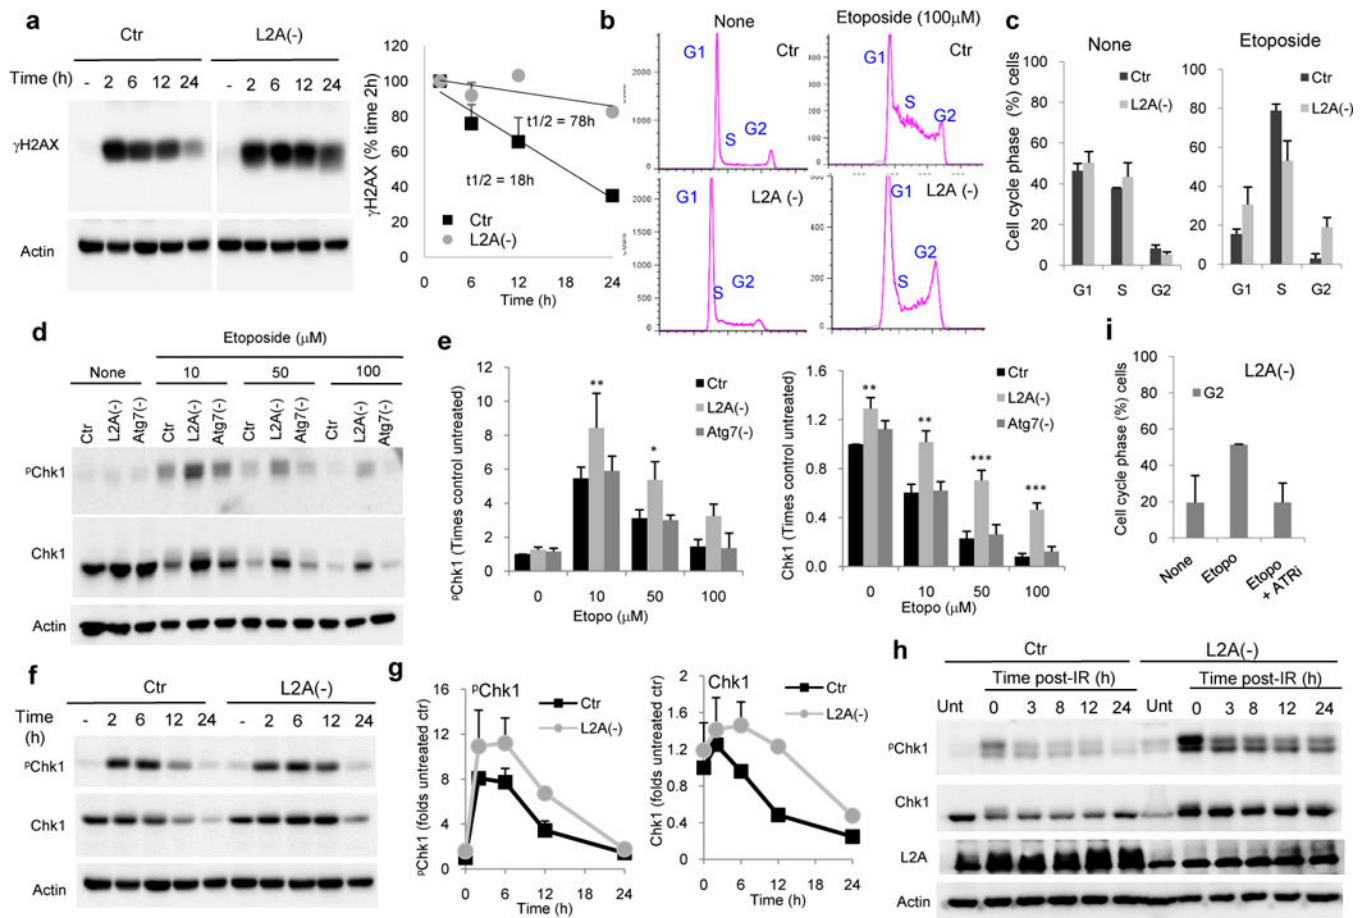 a
Ctr
L2A(-)
Time (h)
- 2 6 12 24 - 2 6 12 24
γH2AX
Actin
γH2AX (% time 2h)
120
100
80
60
40
20
0
t1/2 = 78h
t1/2 = 18h
Ctr
L2A(-)
0 6 12 18 24
Time (h)
b
None
Etoposide (100μM)
G1
S
G2
Ctr
G1
S
G2
Ctr
G1
S
G2
L2A (-)
G1
S
G2
L2A (-)
c
None
Etoposide
Cell cycle phase (%) cells
100
80
60
40
20
0
Ctr
L2A(-)
G1 S G2
100
80
60
40
20
0
Ctr
L2A(-)
G1 S G2
d
Etoposide (μM)
None 10 50 100
Ctr L2A(-) Atg7(-) Ctr L2A(-) Atg7(-) Ctr L2A(-) Atg7(-) Ctr L2A(-) Atg7(-)
pChk1
Chk1
Actin
e
pChk1 (Times control untreated)
12
10
8
6
4
2
0
**
*
Ctr
L2A(-)
Atg7(-)
0 10 50 100
Etopo (μM)
Chk1 (Times control untreated)
1.6
1.2
0.8
0.4
0.0
**
**
***
***
Ctr
L2A(-)
Atg7(-)
0 10 50 100
Etopo (μM)
i
L2A(-)
Cell cycle phase (%) cells
100
80
60
40
20
0
G2
None
Etopo
Etopo
+ ATRi
f
Ctr
L2A(-)
Time
(h)
- 2 6 12 24 - 2 6 12 24
pChk1
Chk1
Actin
g
pChk1
pChk1 (folds untreated ctr)
16
12
8
4
0
Ctr
L2A(-)
0 6 12 24
Time (h)
Chk1
Chk1 (folds untreated ctr)
2
1.6
1.2
0.8
0.4
0
Ctr
L2A(-)
0 6 12 24
Time (h)
h
Ctr
L2A(-)
Time post-IR (h)
Time post-IR (h)
Unt 0 3 8 12 24 Unt 0 3 8 12 24
pChk1
Chk1
L2A
Actin